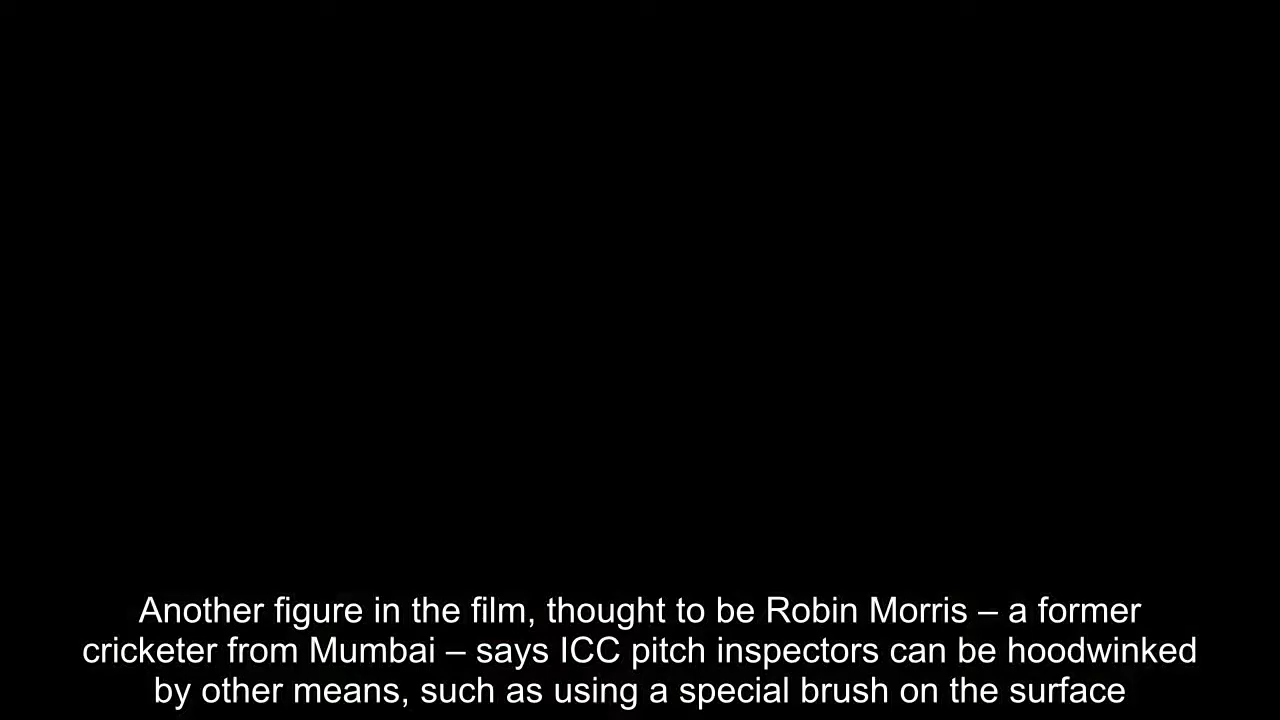 Another figure in the film, thought to be Robin Morris – a former
cricketer from Mumbai – says ICC pitch inspectors can be hoodwinked
by other means, such as using a special brush on the surface